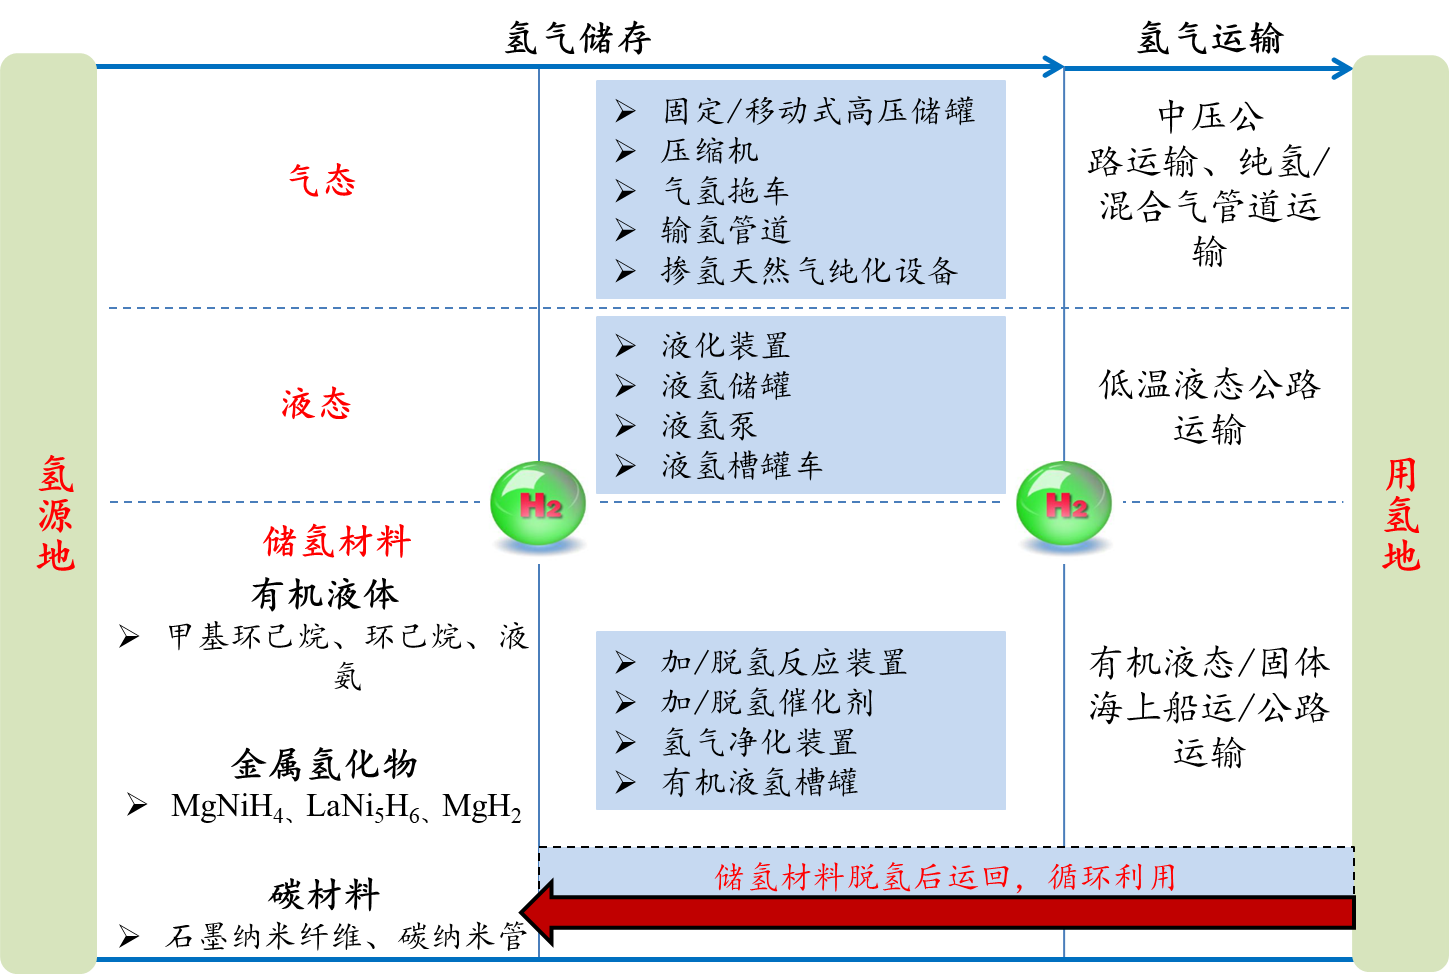 氢气储存
氢气运输
氢
源
地
气态
➢ 固定/移动式高压储罐
➢ 压缩机
➢ 气氢拖车
➢ 输氢管道
➢ 掺氢天然气纯化设备
中压公
路运输、纯氢/
混合气管道运
输
液态
➢ 液化装置
➢ 液氢储罐
➢ 液氢泵
➢ 液氢槽罐车
低温液态公路
运输
H2
H2
储氢材料
有机液体
➢ 甲基环己烷、环己烷、液
氨
金属氢化物
➢ MgNiH₄、LaNi₅H₆、MgH₂
碳材料
➢ 石墨纳米纤维、碳纳米管
➢ 加/脱氢反应装置
➢ 加/脱氢催化剂
➢ 氢气净化装置
➢ 有机液氢槽罐
有机液态/固体
海上船运/公路
运输
储氢材料脱氢后运回，循环利用
用
氢
地